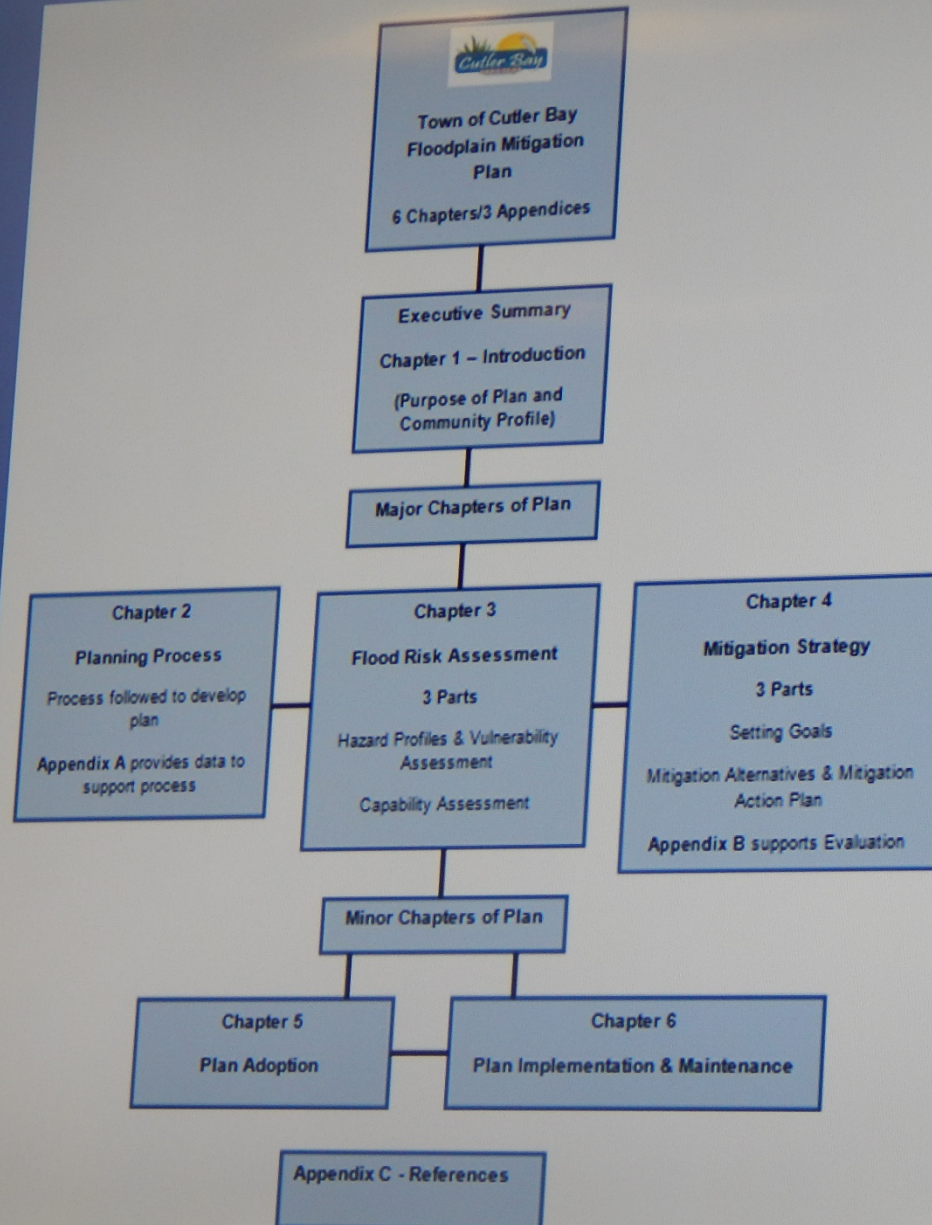 Cutler Bay
Town of Cutler Bay
Floodplain Mitigation
Plan
6 Chapters/3 Appendices
Executive Summary
Chapter 1 – Introduction
(Purpose of Plan and
Community Profile)
Major Chapters of Plan
Chapter 2
Planning Process
Process followed to develop
plan
Appendix A provides data to
support process
Chapter 3
Flood Risk Assessment
3 Parts
Hazard Profiles & Vulnerability
Assessment
Capability Assessment
Chapter 4
Mitigation Strategy
3 Parts
Setting Goals
Mitigation Alternatives & Mitigation
Action Plan
Appendix B supports Evaluation
Minor Chapters of Plan
Chapter 5
Plan Adoption
Chapter 6
Plan Implementation & Maintenance
Appendix C - References